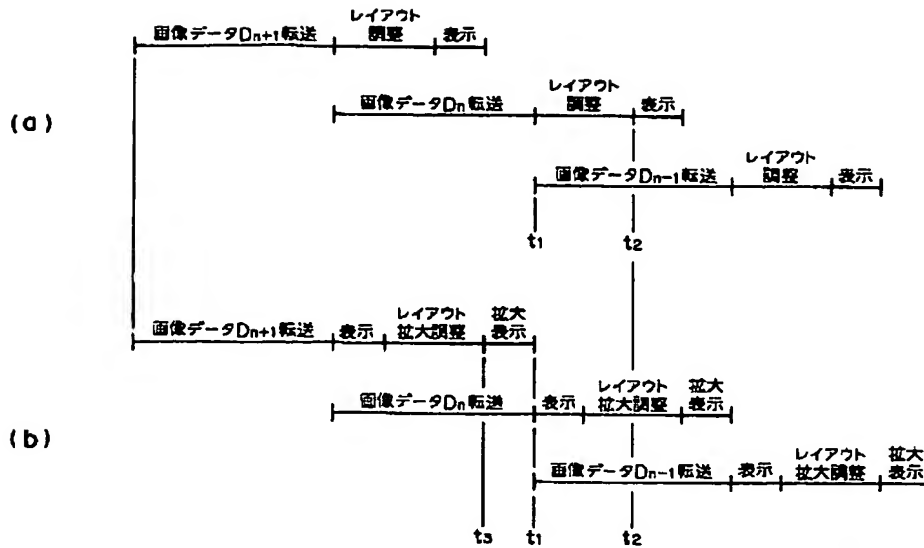 レイアウト
画像データDn+1転送 調整 表示
レイアウト
画像データDn転送 調整 表示
(a)
レイアウト
画像データDn-1転送 調整 表示
t1 t2
レイアウト 拡大
画像データDn+1転送 表示 拡大調整 表示
レイアウト 拡大
画像データDn転送 表示 拡大調整 表示
(b)
レイアウト 拡大
画像データDn-1転送 表示 拡大調整 表示
t3 t1 t2